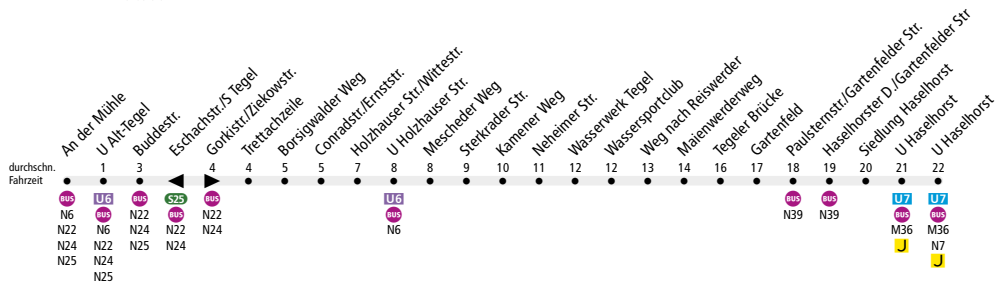 An der Mühle
U Alt-Tegel
Buddestr.
Eschachstr./S Tegel
Gorkistr./Ziekowstr.
Trettachzeile
Borsigwalder Weg
Conradstr./Ernststr.
Holzhauser Str./Wittestr.
U Holzhauser Str.
Mescheder Weg
Sterkrader Str.
Kamener Weg
Neheimer Str.
Wasserwerk Tegel
Wassersportclub
Weg nach Reiswerder
Maienwerderweg
Tegeler Brücke
Gartenfeld
Paulsternstr./Gartenfelder Str.
Haselhorster D./Gartenfelder Str
Siedlung Haselhorst
U Haselhorst
U Haselhorst
durchschn. 1 3 4 4 5 5 7 8 8 9 10 11 12 12 13 14 16 17 18 19 20 21 22
Fahrzeit
BUS U6 BUS S25 BUS U6 BUS BUS U7 U7
N6 BUS N22 BUS N22 BUS N39 N39 BUS BUS
N22 N6 N24 N22 N24 N6 M36 M36
N24 N22 N25 N24 J N7
N25 N24 J
N25